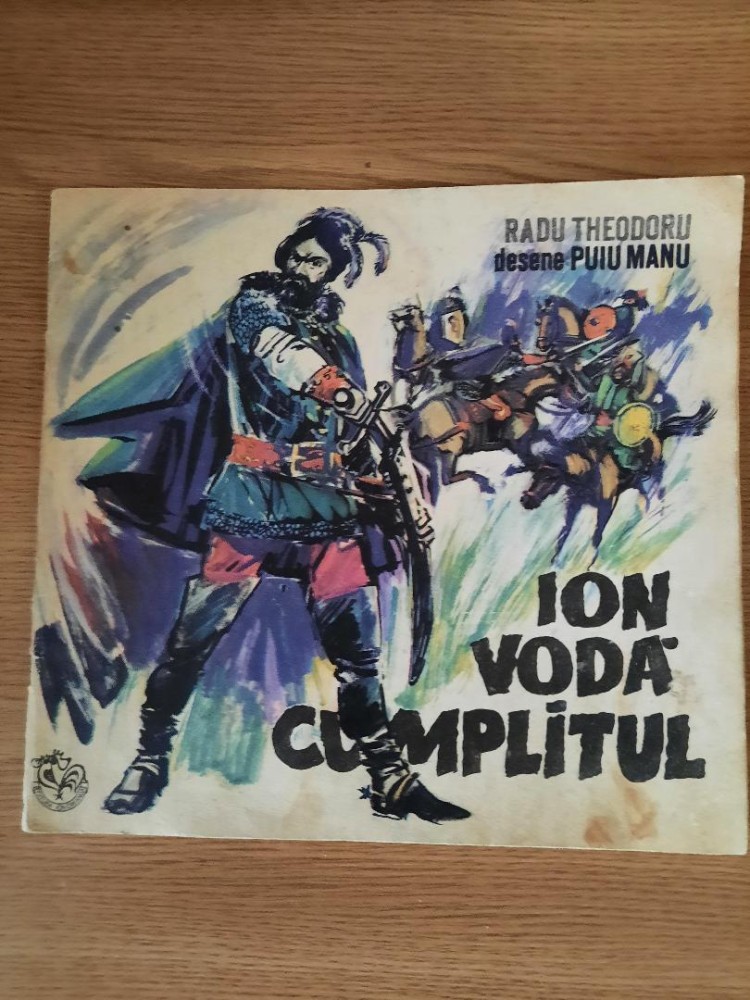 RADU THEODORU
desene PUIU MANU
ION
VODĂ
CUMPLITUL